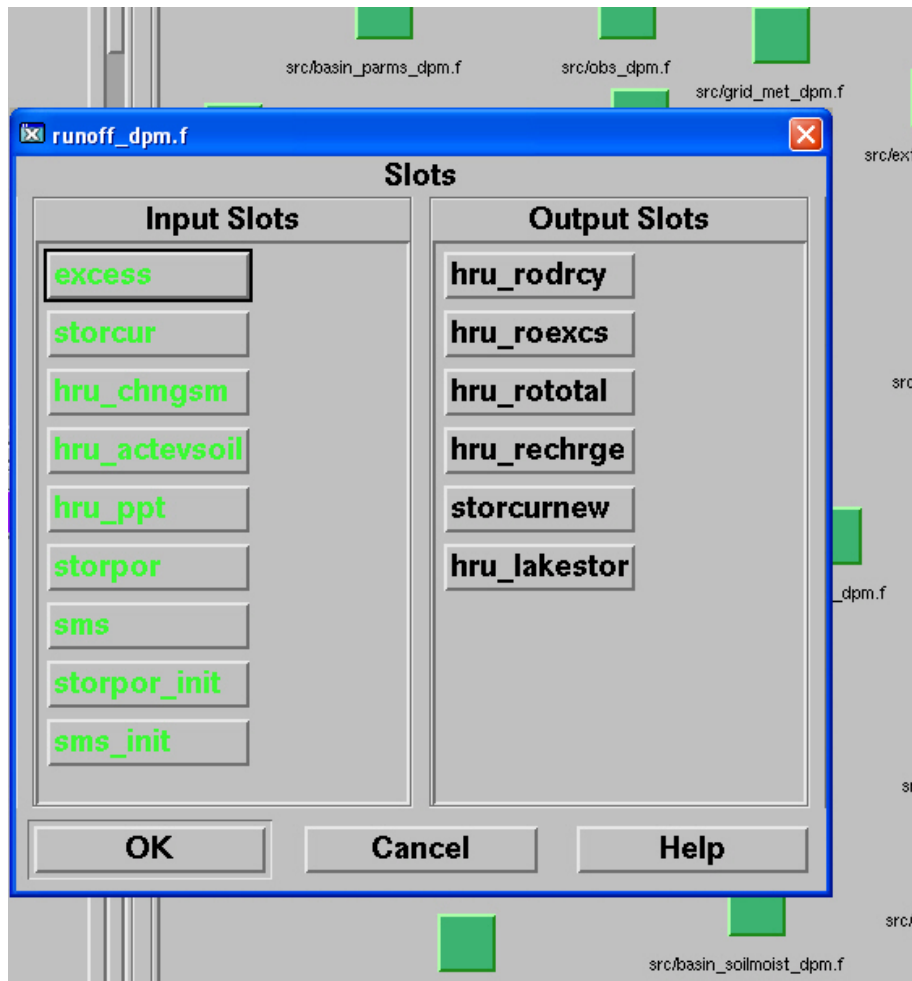 src/basin_parms_dpm.f
src/obs_dpm.f
src/grid_met_dpm.f
runoff_dpm.f
src/ext
Slots
Input Slots
Output Slots
excess
hru_rodrcy
storcur
hru_roexcs
hru_chngsm
hru_rototal
src
hru_actevsoil
hru_rechrge
hru_ppt
storcurnew
storpor
hru_lakestor
_dpm.f
sms
storpor_init
sms_init
OK
Cancel
Help
src/
src/basin_soilmoist_dpm.f